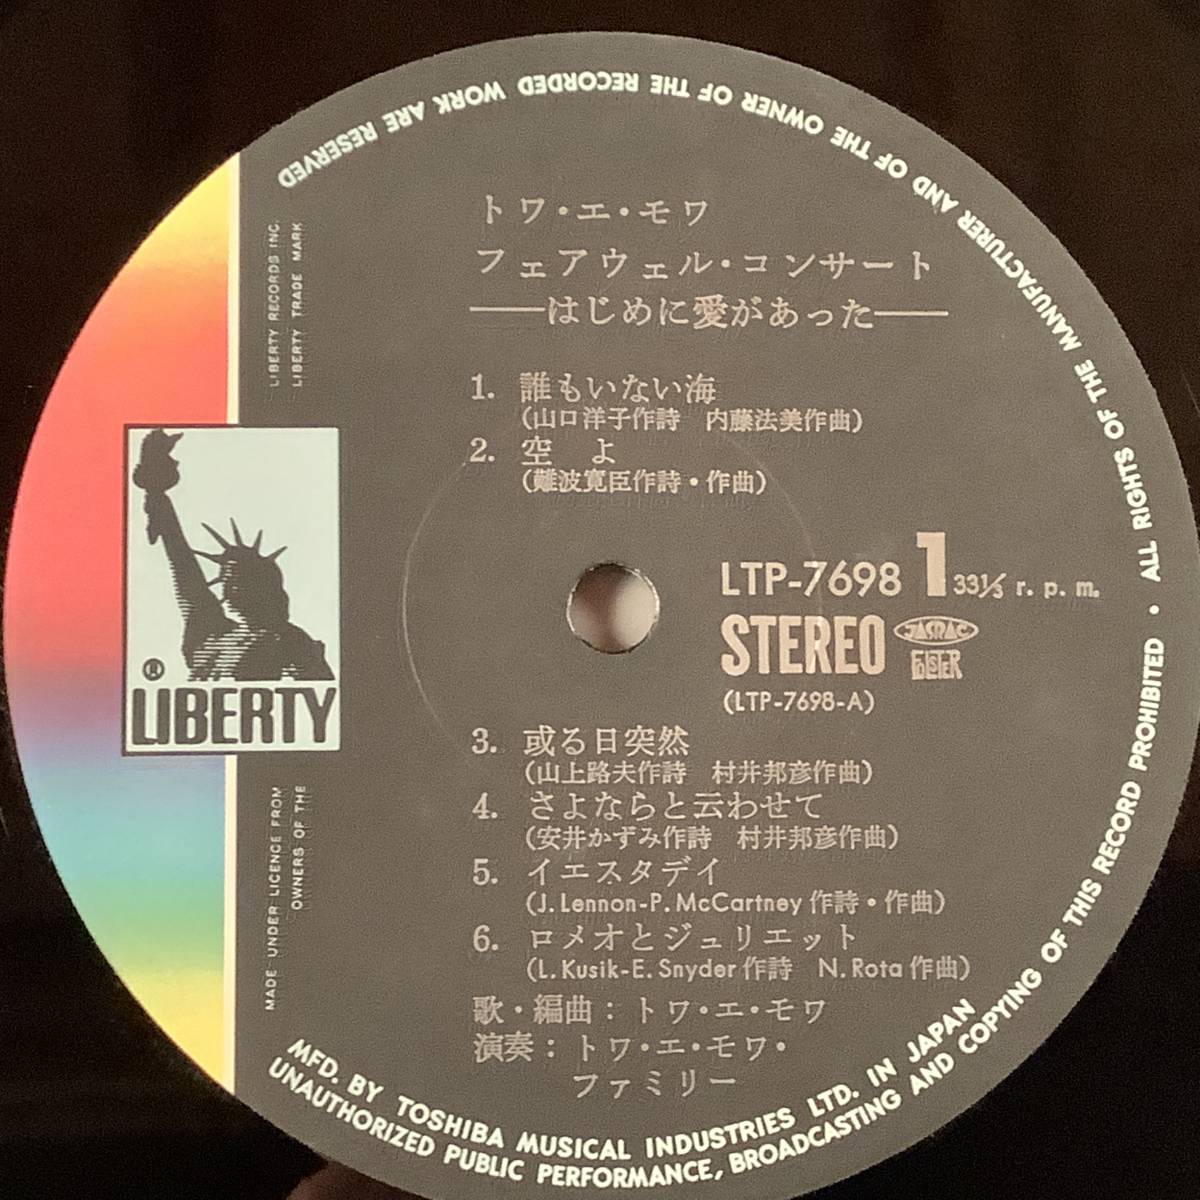 トワ・エ・モワ
フェアウェル・コンサート
――はじめに愛があった――
1. 誰もいない海
(山口洋子作詩 内藤法美作曲)
2. 空 よ
(難波寛臣作詩・作曲)
LTP-7698 1 33⅓ r. p. m.
STEREO JASRAC
POLSTER
(LTP-7698-A)
3. 或る日突然
(山上路夫作詩 村井邦彦作曲)
4. さよならと云わせて
(安井かずみ作詩 村井邦彦作曲)
5. イエスタデイ
(J. Lennon-P. McCartney 作詩・作曲)
6. ロメオとジュリエット
(L. Kusik-E. Snyder 作詩 N. Rota 作曲)
歌・編曲：トワ・エ・モワ
演奏：トワ・エ・モワ・
ファミリー
® LIBERTY
LIBERTY RECORDS INC.
LIBERTY TRADE MARK
MADE UNDER LICENCE FROM
OWNERS OF THE
MFD. BY TOSHIBA MUSICAL INDUSTRIES LTD. IN JAPAN
UNAUTHORIZED PUBLIC PERFORMANCE, BROADCASTING AND COPYING OF THIS RECORD PROHIBITED • ALL RIGHTS OF THE MANUFACTURER AND OF THE OWNER OF THE RECORDED WORK ARE RESERVED